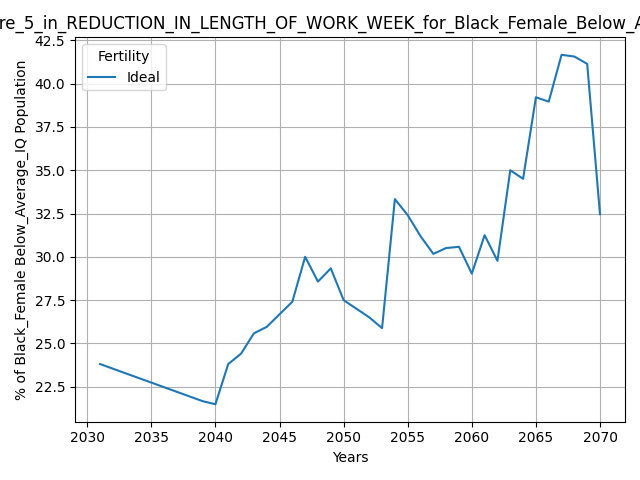 re_5_in_REDUCTION_IN_LENGTH_OF_WORK_WEEK_for_Black_Female_Below_A
42.5
40.0
37.5
35.0
32.5
30.0
27.5
25.0
22.5
% of Black_Female Below_Average_IQ Population
Fertility
Ideal
2030 2035 2040 2045 2050 2055 2060 2065 2070
Years